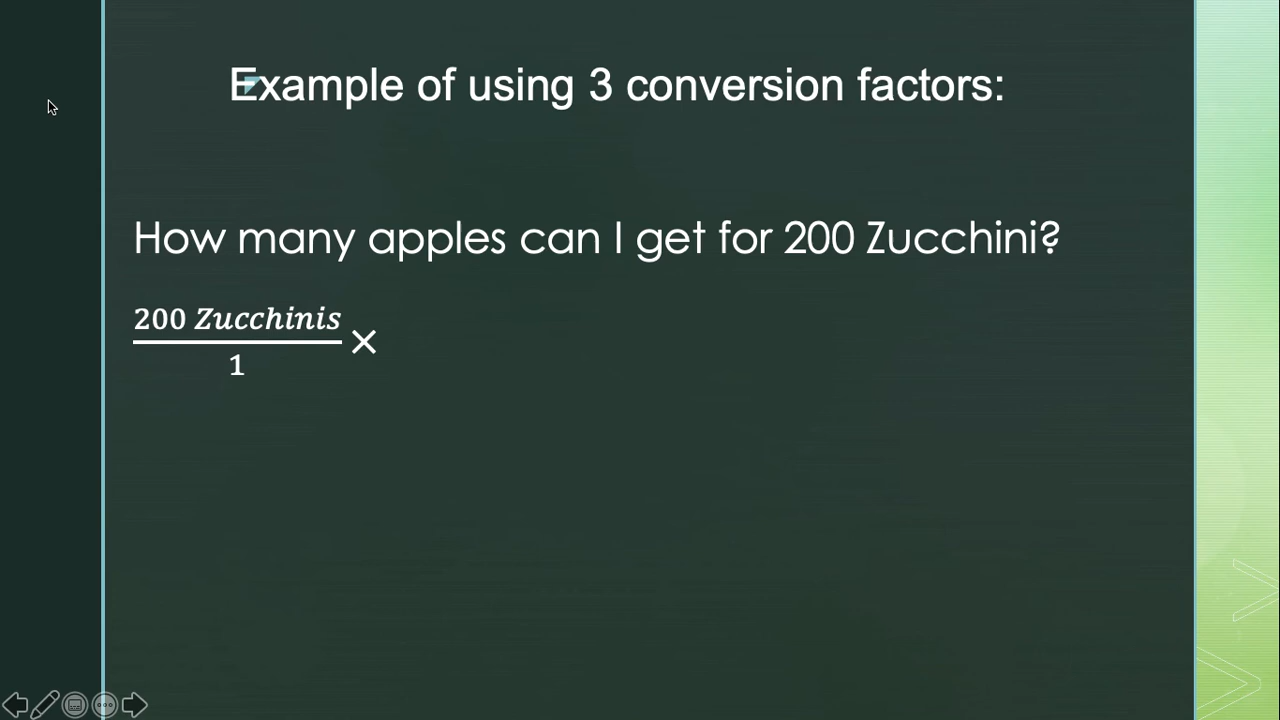 Example of using 3 conversion factors:
How many apples can I get for 200 Zucchini?
200 Zucchinis
×
1